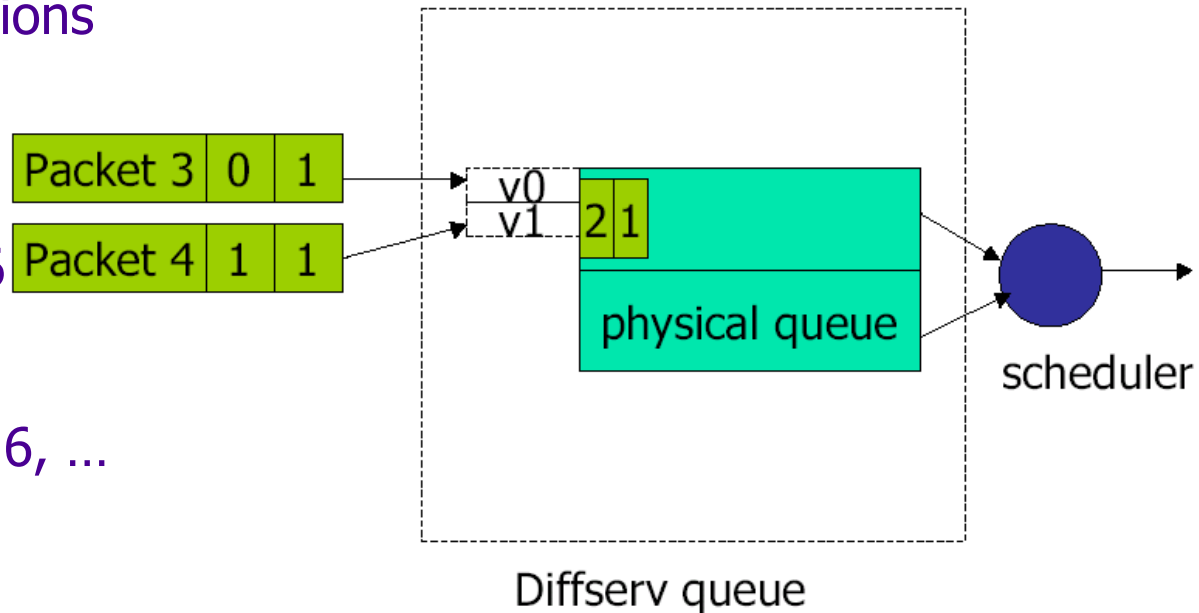 ions
Packet 3 0 1
v0
v1
2 1
Packet 4 1 1
physical queue
scheduler
6, ...
Diffserv queue